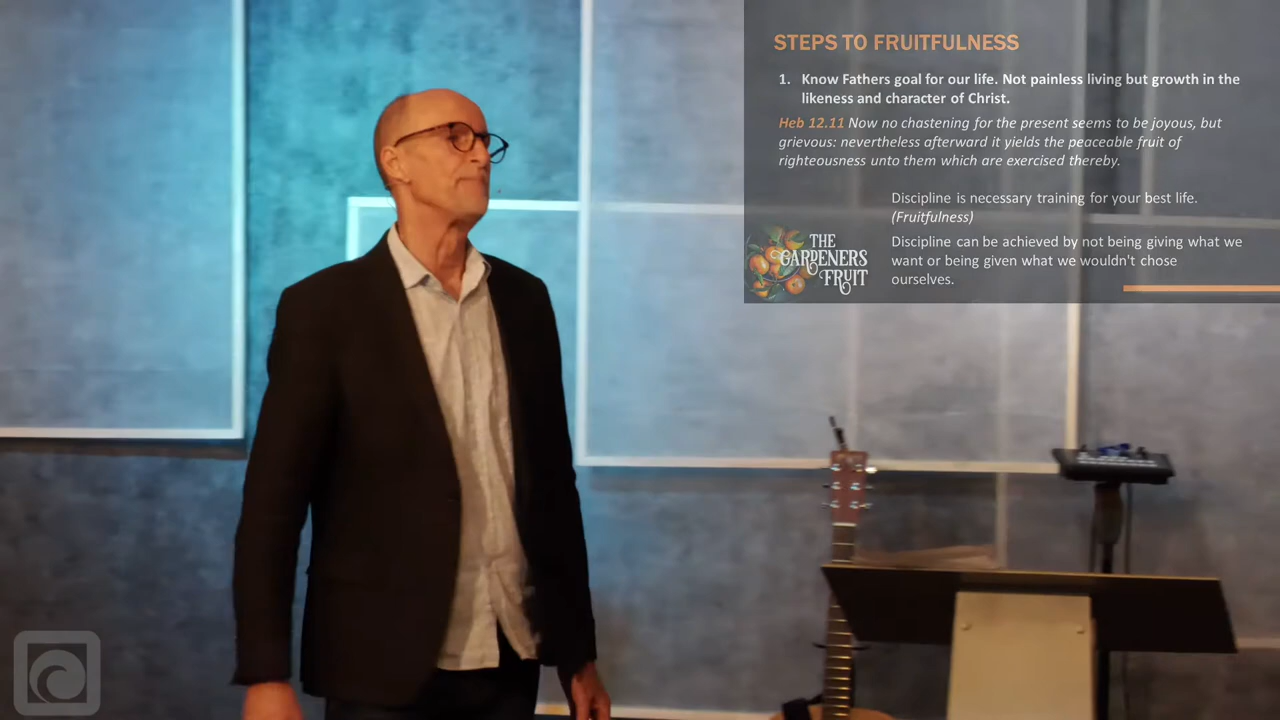 STEPS TO FRUITFULNESS
1. Know Fathers goal for our life. Not painless living but growth in the
likeness and character of Christ.
Heb 12.11 Now no chastening for the present seems to be joyous, but
grievous: nevertheless afterward it yields the peaceable fruit of
righteousness unto them which are exercised thereby.
Discipline is necessary training for your best life.
(Fruitfulness)
THE
GARDENERS
FRUIT
Discipline can be achieved by not being giving what we
want or being given what we wouldn't chose
ourselves.